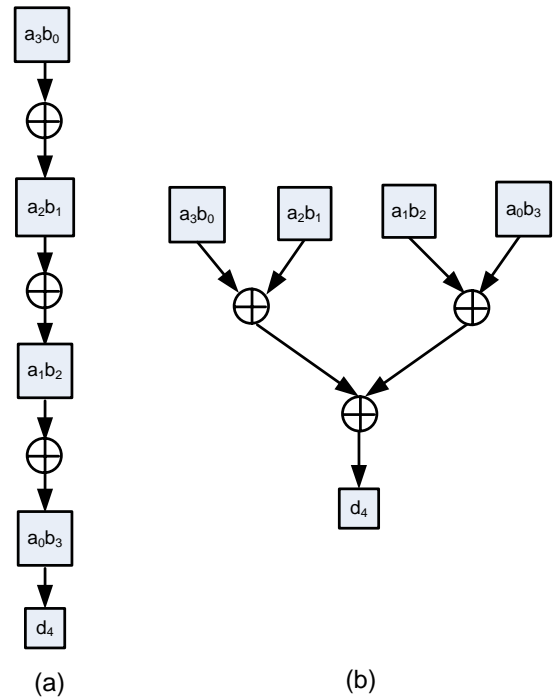 a₃b₀
a₂b₁
a₁b₂
a₀b₃
d₄
(a)
a₃b₀ a₂b₁ a₁b₂ a₀b₃
d₄
(b)